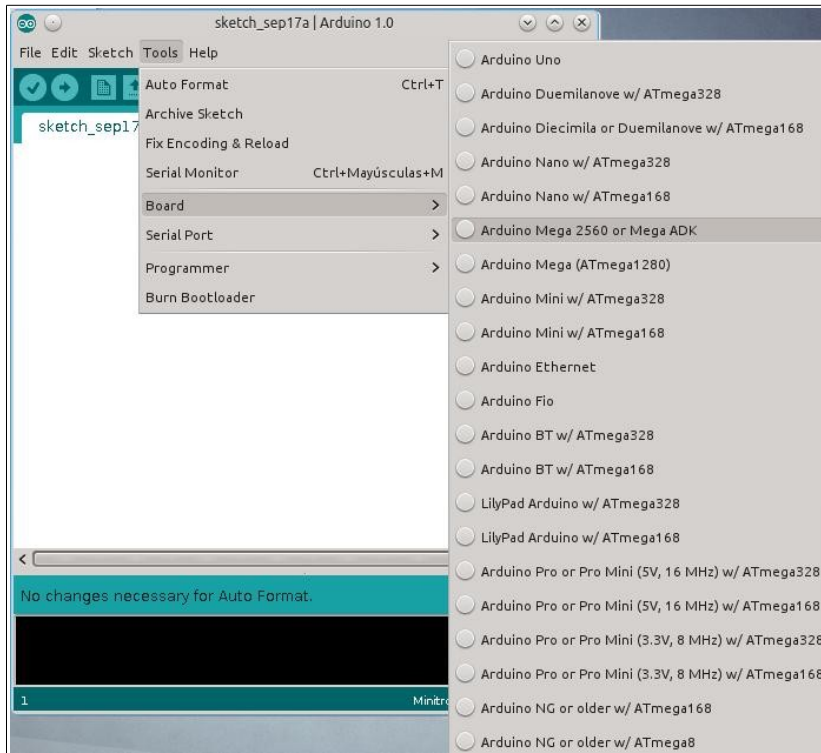 sketch_sep17a | Arduino 1.0
File Edit Sketch Tools Help
sketch_sep17
Auto Format Ctrl+T
Archive Sketch
Fix Encoding & Reload
Serial Monitor Ctrl+Mayúsculas+M
Board >
Serial Port >
Programmer >
Burn Bootloader
Arduino Uno
Arduino Duemilanove w/ ATmega328
Arduino Diecimila or Duemilanove w/ ATmega168
Arduino Nano w/ ATmega328
Arduino Nano w/ ATmega168
Arduino Mega 2560 or Mega ADK
Arduino Mega (ATmega1280)
Arduino Mini w/ ATmega328
Arduino Mini w/ ATmega168
Arduino Ethernet
Arduino Fio
Arduino BT w/ ATmega328
Arduino BT w/ ATmega168
LilyPad Arduino w/ ATmega328
LilyPad Arduino w/ ATmega168
Arduino Pro or Pro Mini (5V, 16 MHz) w/ ATmega328
Arduino Pro or Pro Mini (5V, 16 MHz) w/ ATmega168
Arduino Pro or Pro Mini (3.3V, 8 MHz) w/ ATmega328
Arduino Pro or Pro Mini (3.3V, 8 MHz) w/ ATmega168
Arduino NG or older w/ ATmega168
Arduino NG or older w/ ATmega8
No changes necessary for Auto Format.
1 Minitro